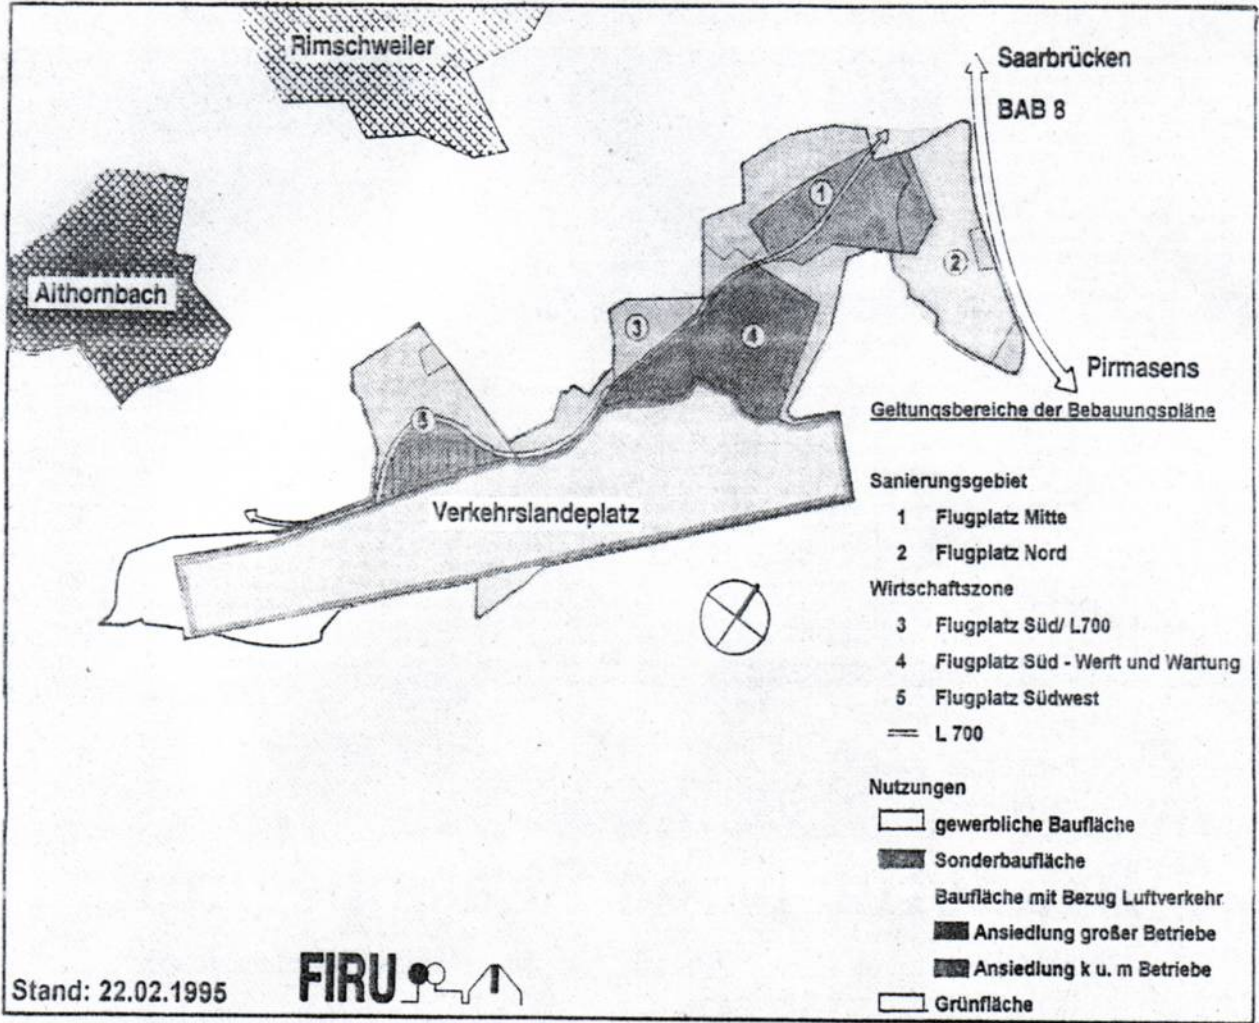 Rimschweiler
Saarbrücken
BAB 8
Althornbach
1
2
3
4
5
Pirmasens
Verkehrslandeplatz
Geltungsbereiche der Bebauungspläne
Sanierungsgebiet
1 Flugplatz Mitte
2 Flugplatz Nord
Wirtschaftszone
3 Flugplatz Süd/ L700
4 Flugplatz Süd - Werft und Wartung
5 Flugplatz Südwest
L 700
Nutzungen
gewerbliche Baufläche
Sonderbaufläche
Baufläche mit Bezug Luftverkehr
Ansiedlung großer Betriebe
Ansiedlung k u. m Betriebe
Grünfläche
Stand: 22.02.1995
FIRU